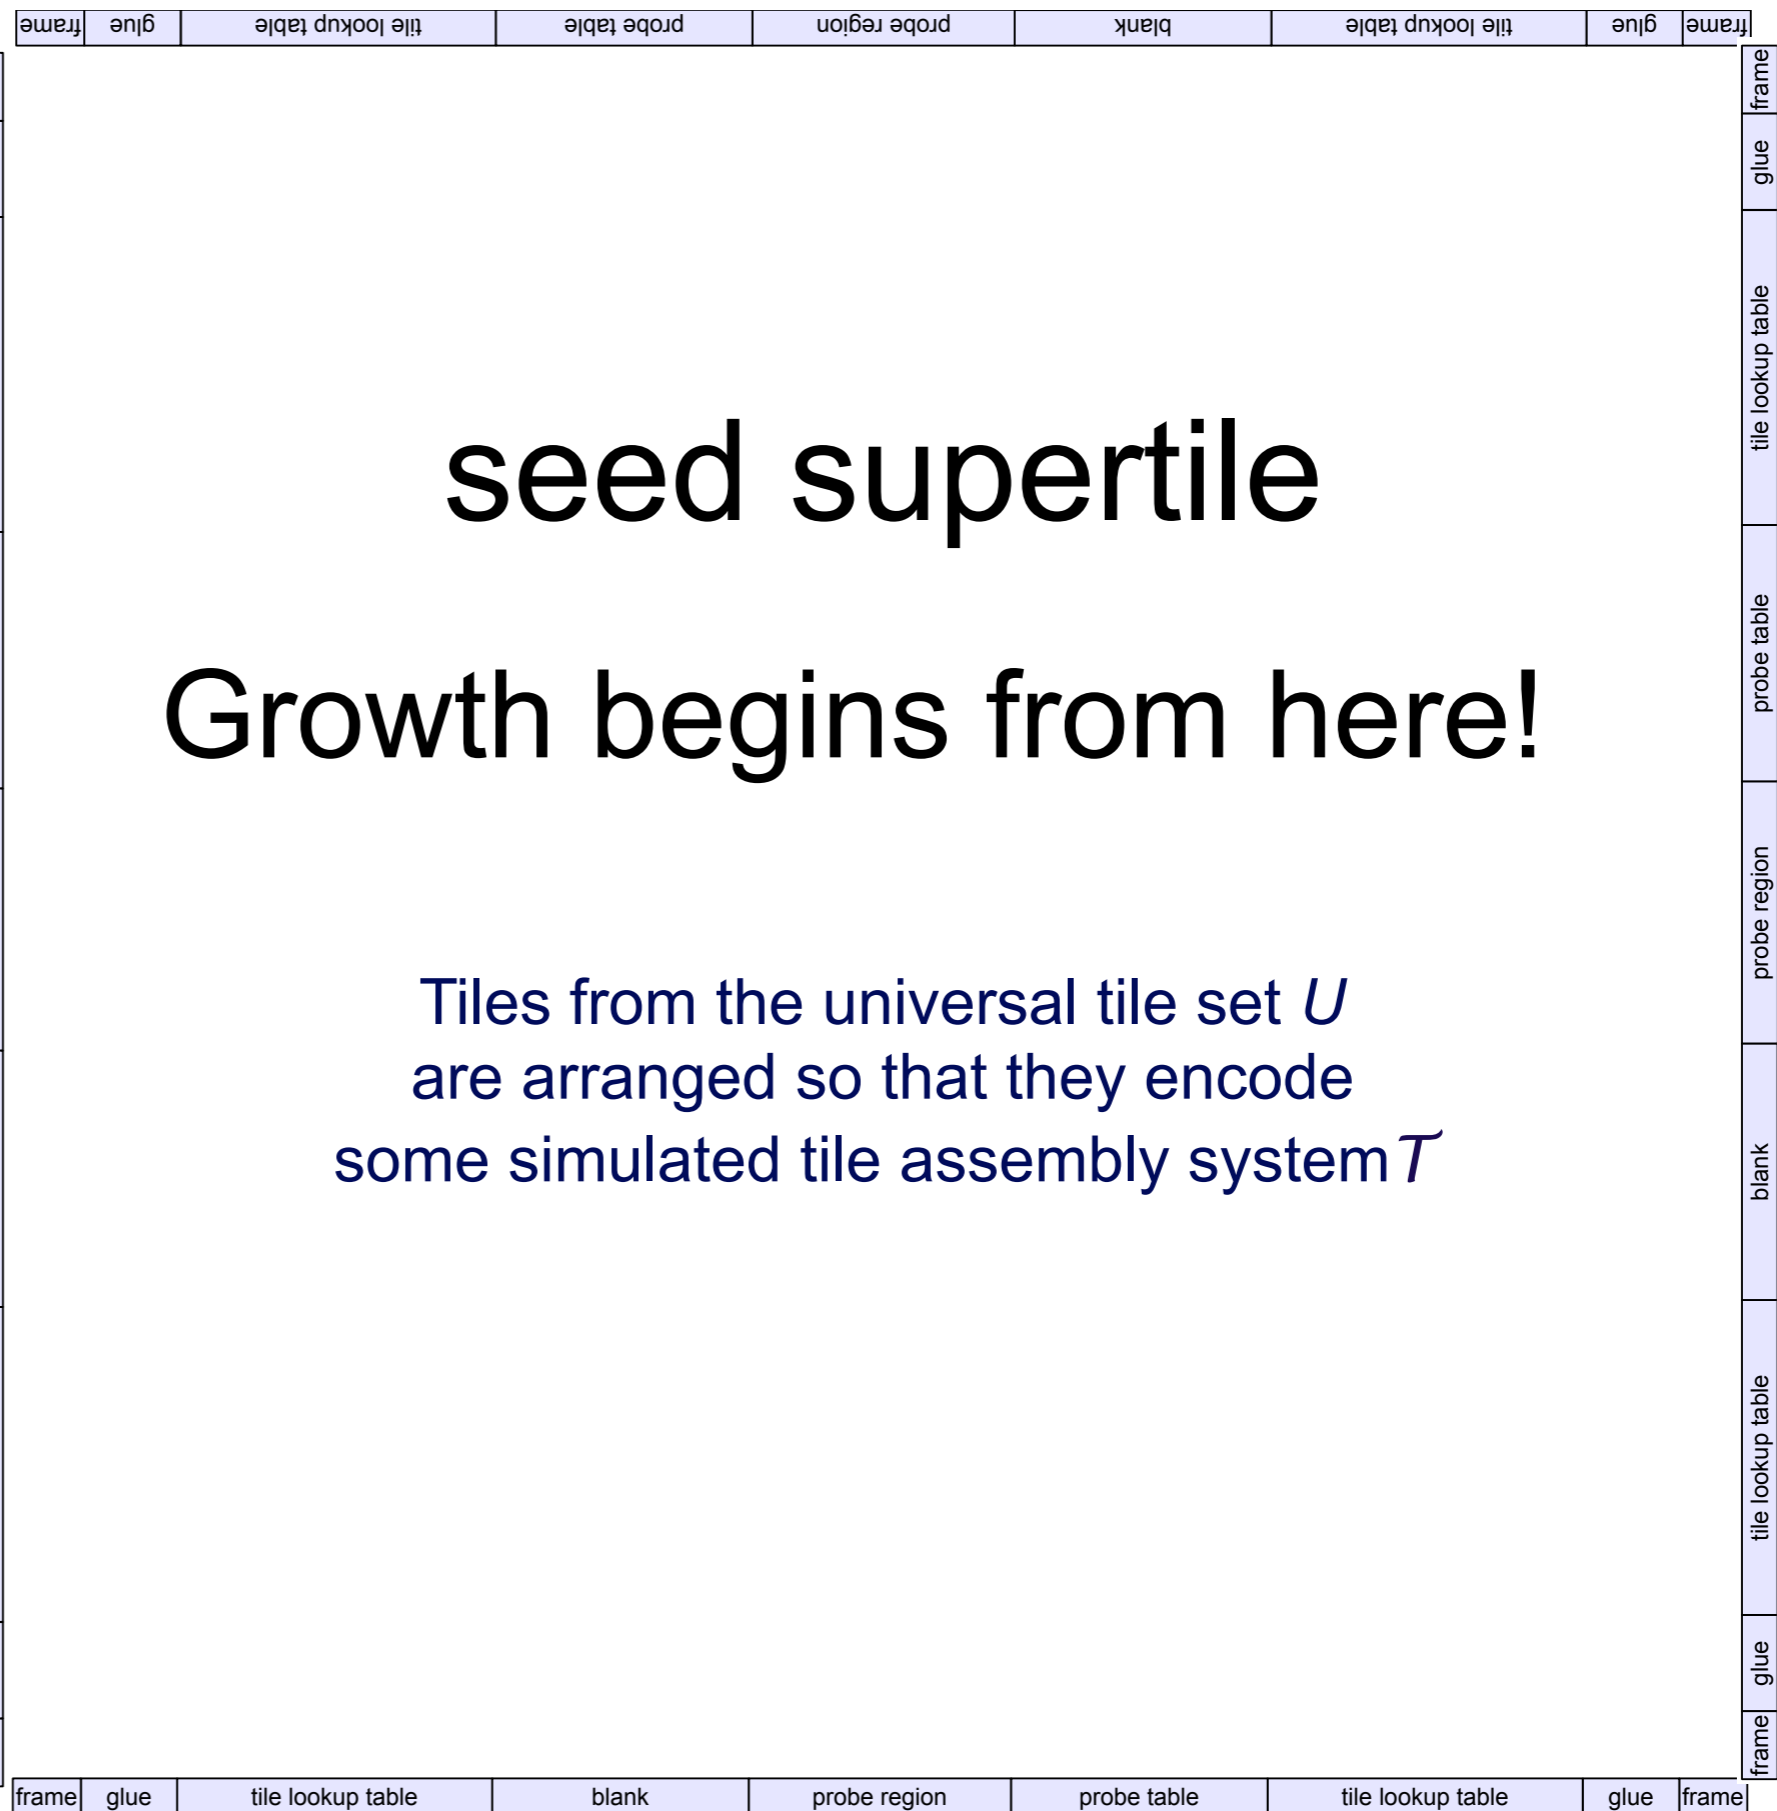 frame glue tile lookup table probe table probe region blank tile lookup table glue frame
frame
glue
tile lookup table
probe table
probe region
blank
tile lookup table
glue
frame
seed supertile
Growth begins from here!
Tiles from the universal tile set U
are arranged so that they encode
some simulated tile assembly system 𝒯
frame glue tile lookup table blank probe region probe table tile lookup table glue frame